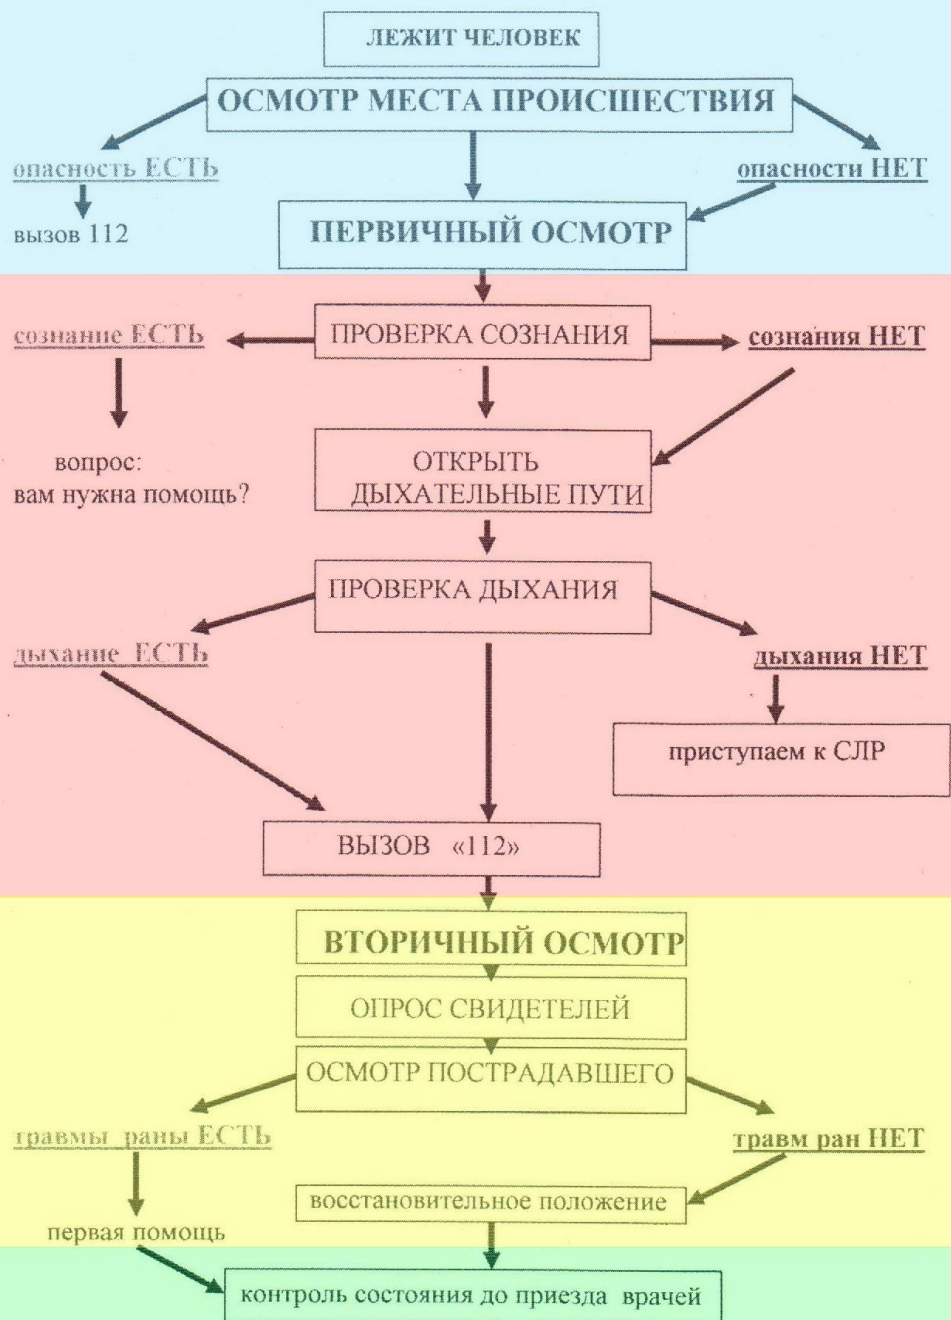 ЛЕЖИТ ЧЕЛОВЕК
ОСМОТР МЕСТА ПРОИСШЕСТВИЯ
опасность ЕСТЬ
опасности НЕТ
вызов 112
ПЕРВИЧНЫЙ ОСМОТР
сознание ЕСТЬ
ПРОВЕРКА СОЗНАНИЯ
сознания НЕТ
вопрос:
вам нужна помощь?
ОТКРЫТЬ
ДЫХАТЕЛЬНЫЕ ПУТИ
ПРОВЕРКА ДЫХАНИЯ
дыхание ЕСТЬ
дыхания НЕТ
приступаем к СЛР
ВЫЗОВ «112»
ВТОРИЧНЫЙ ОСМОТР
ОПРОС СВИДЕТЕЛЕЙ
ОСМОТР ПОСТРАДАВШЕГО
травмы раны ЕСТЬ
травм ран НЕТ
восстановительное положение
первая помощь
контроль состояния до приезда врачей